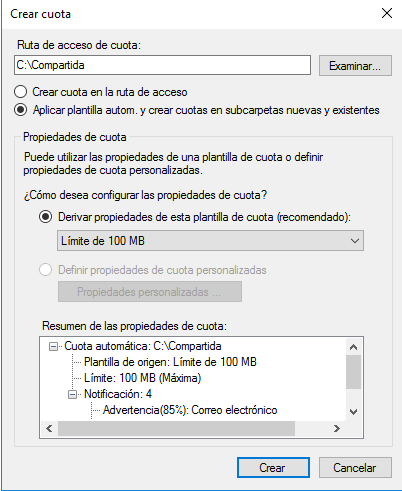 Crear cuota
Ruta de acceso de cuota:
C:\Compartida
Examinar...
Crear cuota en la ruta de acceso
Aplicar plantilla autom. y crear cuotas en subcarpetas nuevas y existentes
Propiedades de cuota
Puede utilizar las propiedades de una plantilla de cuota o definir
propiedades de cuota personalizadas.
¿Cómo desea configurar las propiedades de cuota?
Derivar propiedades de esta plantilla de cuota (recomendado):
Límite de 100 MB
Definir propiedades de cuota personalizadas
Propiedades personalizadas ...
Resumen de las propiedades de cuota:
Cuota automática: C:\Compartida
Plantilla de origen: Límite de 100 MB
Límite: 100 MB (Máxima)
Notificación: 4
Advertencia(85%): Correo electrónico
Crear
Cancelar